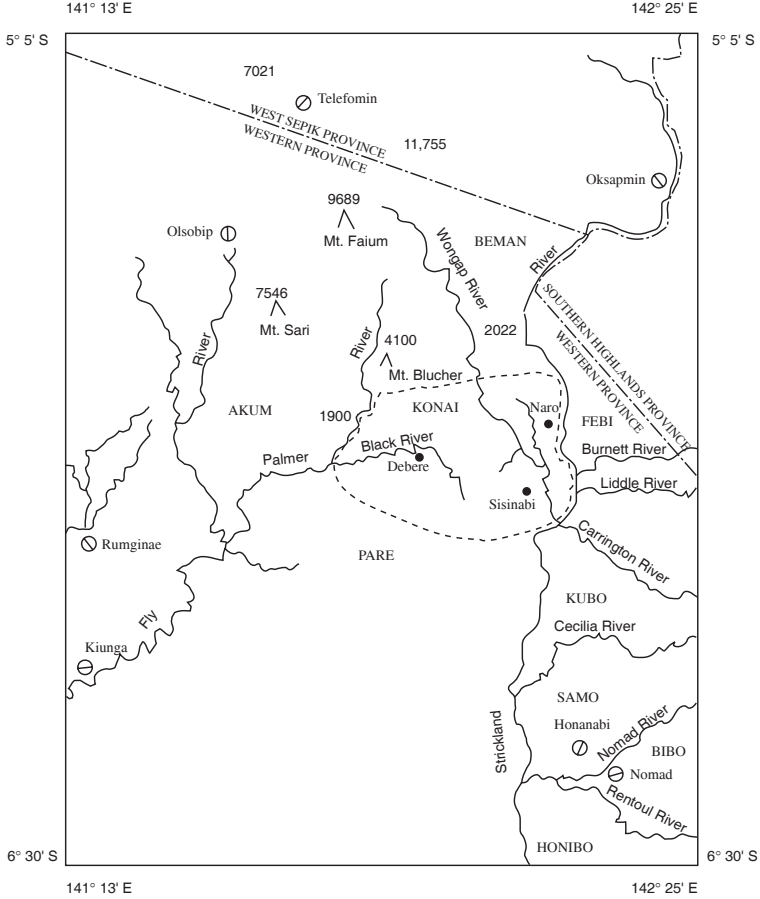 141° 13' E
142° 25' E
5° 5' S
5° 5' S
7021
Telefomin
WEST SEPIK PROVINCE
WESTERN PROVINCE
11,755
Oksapmin
9689
Mt. Faium
Olsobip
BEMAN
Wongap River
River
7546
Mt. Sari
SOUTHERN HIGHLANDS PROVINCE
WESTERN PROVINCE
River
River
4100
Mt. Blucher
2022
AKUM
1900
KONAI
Naro
FEBI
Black River
Burnett River
Palmer
Debere
Liddle River
Sisinabi
Rumginae
PARE
Carrington River
KUBO
Fly
Cecilia River
Kiunga
SAMO
Strickland
Honanabi
Nomad River
BIBO
Nomad
Rentoul River
HONIBO
6° 30' S
6° 30' S
141° 13' E
142° 25' E